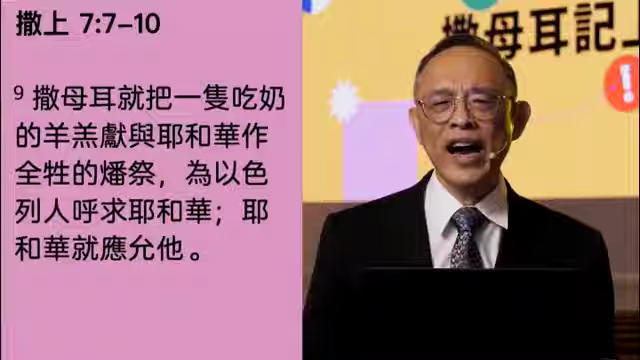 撒上 7:7–10
9 撒母耳就把一隻吃奶
的羊羔獻與耶和華作
全牲的燔祭，為以色
列人呼求耶和華；耶
和華就應允他。
撒母耳記上